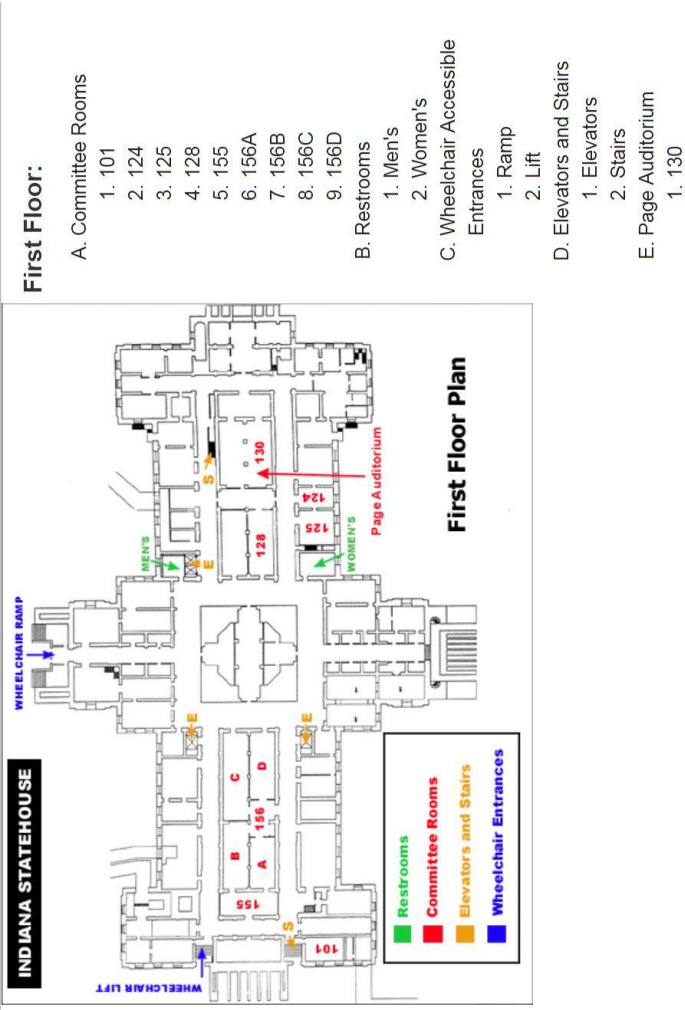 First Floor:
A. Committee Rooms
1. 101
2. 124
3. 125
4. 128
5. 155
6. 156A
7. 156B
8. 156C
9. 156D
B. Restrooms
1. Men's
2. Women's
C. Wheelchair Accessible
Entrances
1. Ramp
2. Lift
D. Elevators and Stairs
1. Elevators
2. Stairs
E. Page Auditorium
1. 130
INDIANA STATEHOUSE
WHEELCHAIR RAMP
MEN'S
E
S
E
E
S
C
D
156
B
A
155
101
128
130
125
124
WOMEN'S
Page Auditorium
WHEELCHAIR LIFT
Restrooms
Committee Rooms
Elevators and Stairs
Wheelchair Entrances
First Floor Plan